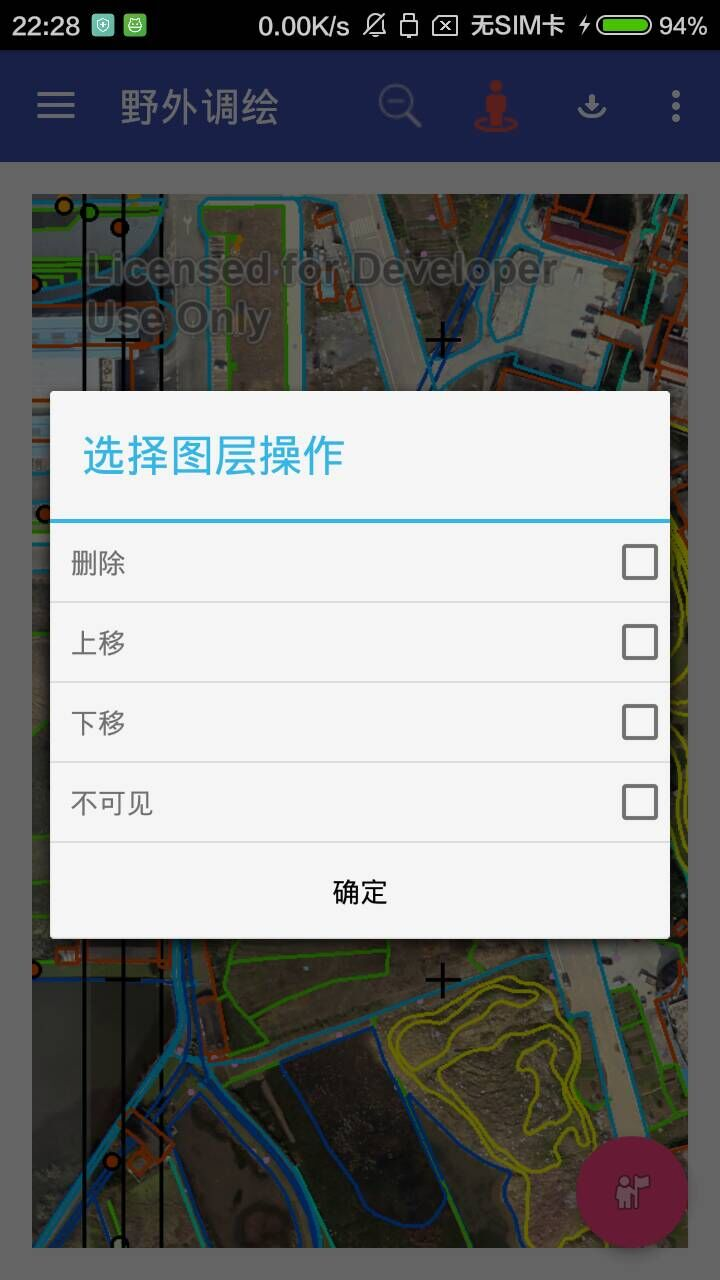 22:28 0.00K/s 无SIM卡 94%
野外调绘
Licensed for Developer
Use Only
选择图层操作
删除
上移
下移
不可见
确定